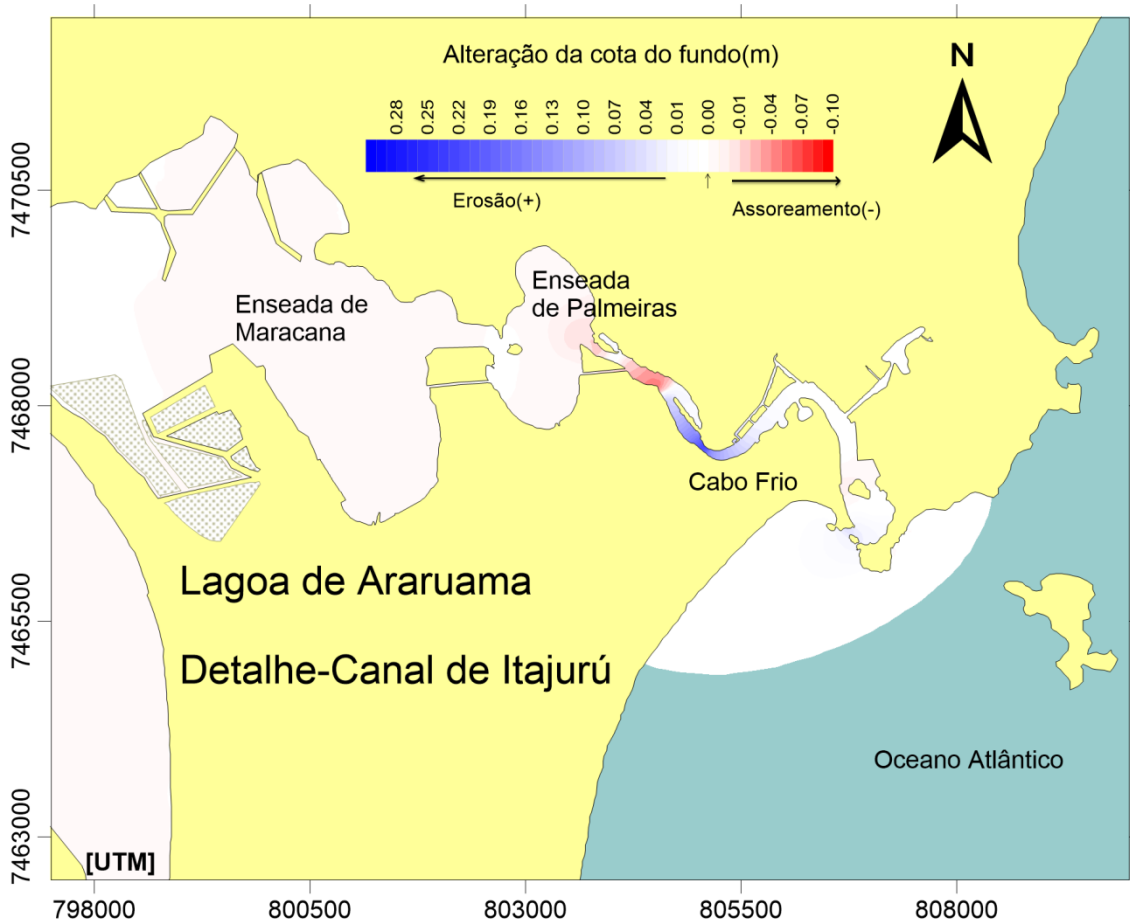 Alteração da cota do fundo(m)
N
0.28
0.25
0.22
0.19
0.16
0.13
0.10
0.07
0.04
0.01
0.00
-0.01
-0.04
-0.07
-0.10
Erosão(+)
Assoreamento(-)
7470500
7468000
7465500
7463000
Enseada de
Maracana
Enseada
de Palmeiras
Cabo Frio
Lagoa de Araruama
Detalhe-Canal de Itajurú
Oceano Atlântico
[UTM]
798000
800500
803000
805500
808000